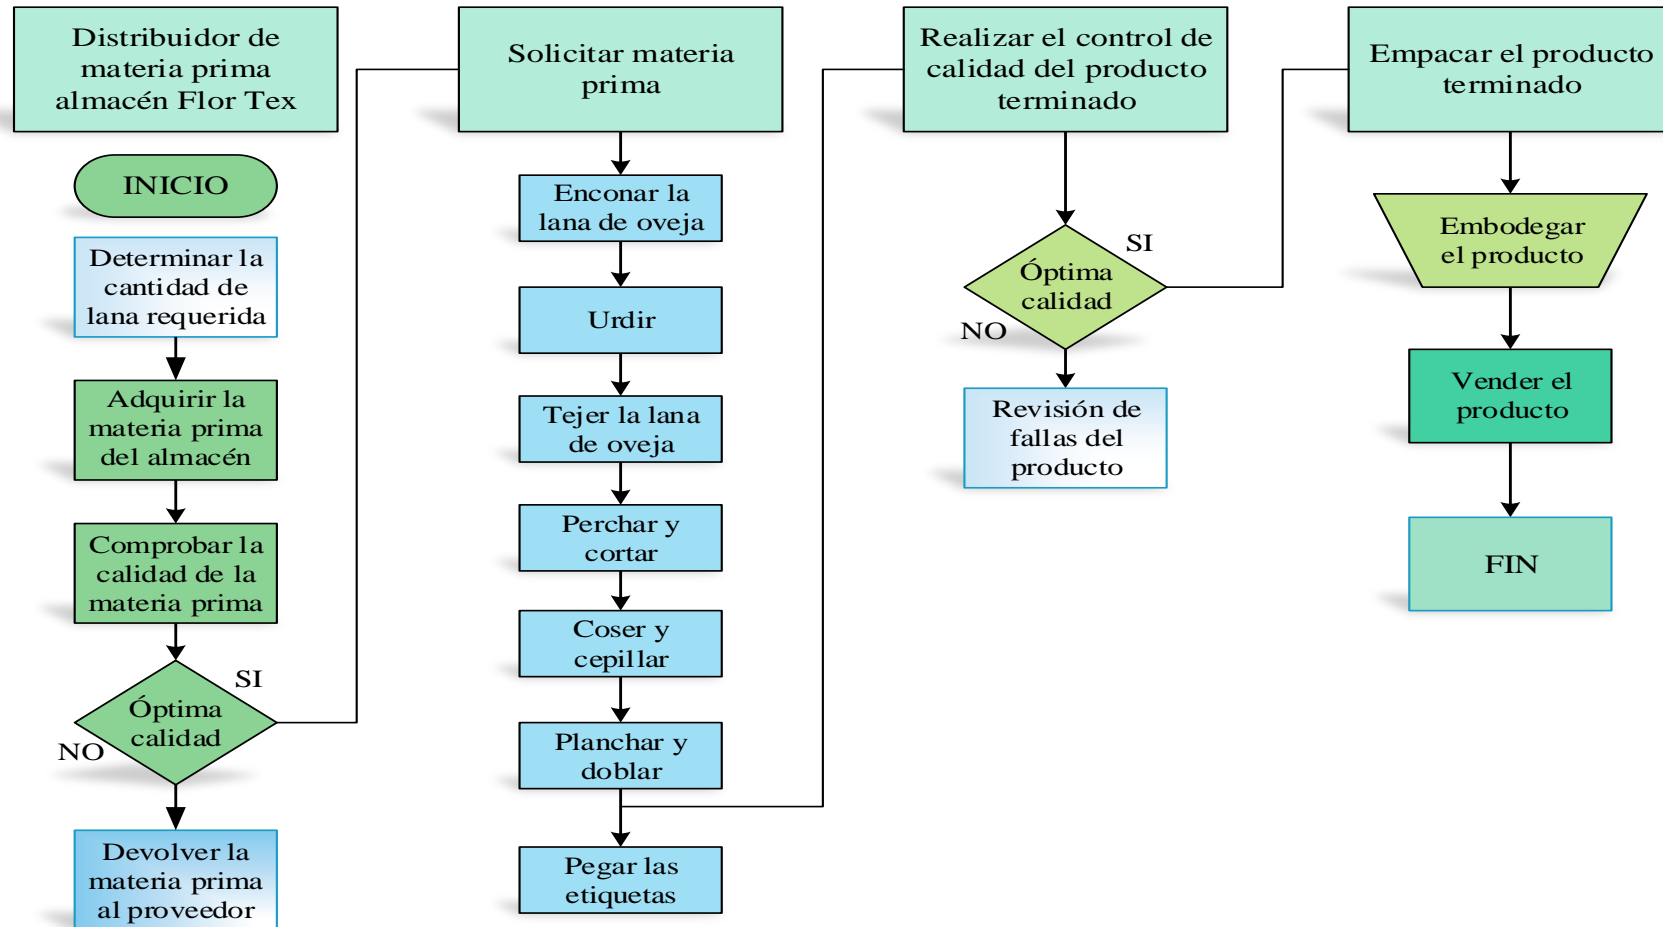 Distribuidor de
materia prima
almacén Flor Tex
INICIO
Determinar la
cantidad de
lana requerida
Adquirir la
materia prima
del almacén
Comprobar la
calidad de la
materia prima
SI
Óptima
calidad
NO
Devolver la
materia prima
al proveedor
Solicitar materia
prima
Enconar la
lana de oveja
Urdir
Tejer la lana
de oveja
Perchar y
cortar
Coser y
cepillar
Planchar y
doblar
Pegar las
etiquetas
Realizar el control de
calidad del producto
terminado
SI
Óptima
calidad
NO
Revisión de
fallas del
producto
Empacar el producto
terminado
Embodegar
el producto
Vender el
producto
FIN